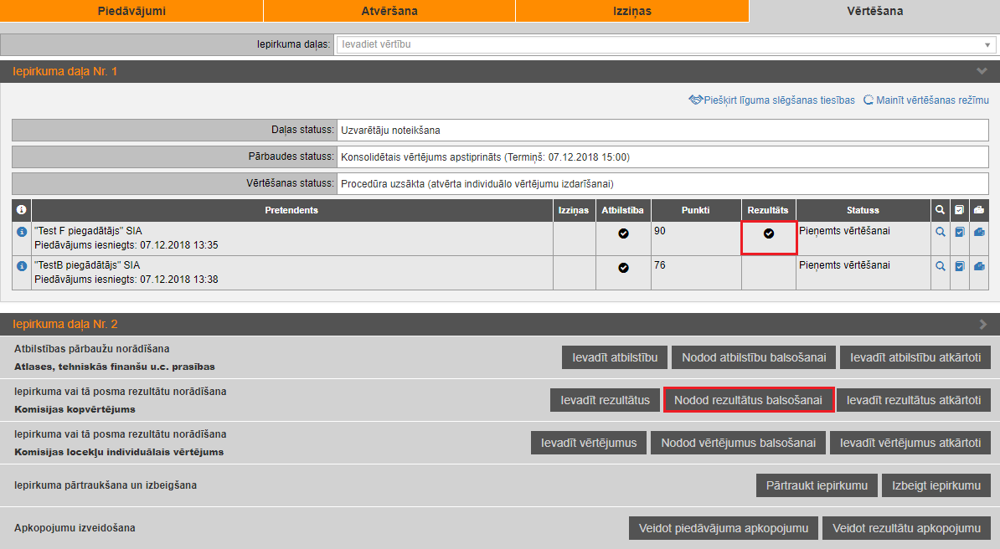 Piedāvājumi
Atvēršana
Izziņas
Vērtēšana
Iepirkuma daļas:
Ievadiet vērtību
Iepirkuma daļa Nr. 1
Piešķirt līguma slēgšanas tiesības
Mainīt vērtēšanas režīmu
Daļas statuss:
Uzvarētāju noteikšana
Pārbaudes statuss:
Konsolidētais vērtējums apstiprināts (Termiņš: 07.12.2018 15:00)
Vērtēšanas statuss:
Procedūra uzsākta (atvērta individuālo vērtējumu izdarīšanai)
Pretendents
Izziņas
Atbilstība
Punkti
Rezultāts
Statuss
"Test F piegadātājs" SIA
Piedāvājums iesniegts: 07.12.2018 13:35
90
Pieņemts vērtēšanai
"TestB piegādātājs" SIA
Piedāvājums iesniegts: 07.12.2018 13:38
76
Pieņemts vērtēšanai
Iepirkuma daļa Nr. 2
Atbilstības pārbaužu norādīšana
Atlases, tehniskās finanšu u.c. prasības
Ievadīt atbilstību
Nodod atbilstību balsošanai
Ievadīt atbilstību atkārtoti
Iepirkuma vai tā posma rezultātu norādīšana
Komisijas kopvērtējums
Ievadīt rezultātus
Nodod rezultātus balsošanai
Ievadīt rezultātus atkārtoti
Iepirkuma vai tā posma rezultātu norādīšana
Komisijas locekļu individuālais vērtējums
Ievadīt vērtējumus
Nodod vērtējumus balsošanai
Ievadīt vērtējumus atkārtoti
Iepirkuma pārtraukšana un izbeigšana
Pārtraukt iepirkumu
Izbeigt iepirkumu
Apkopojumu izveidošana
Veidot piedāvājuma apkopojumu
Veidot rezultātu apkopojumu